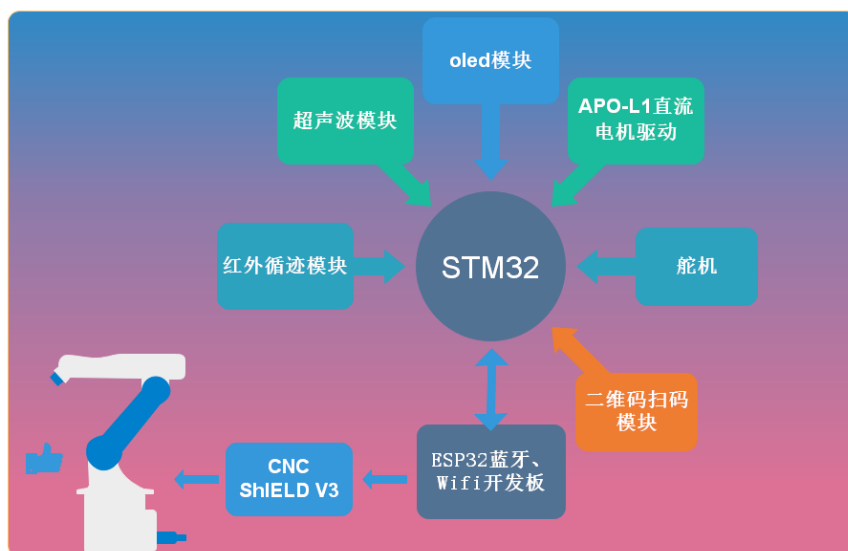 oled模块
超声波模块
APO-L1直流
电机驱动
红外循迹模块
STM32
舵机
二维码扫码
模块
ESP32蓝牙、
Wifi开发板
CNC
ShIELD V3